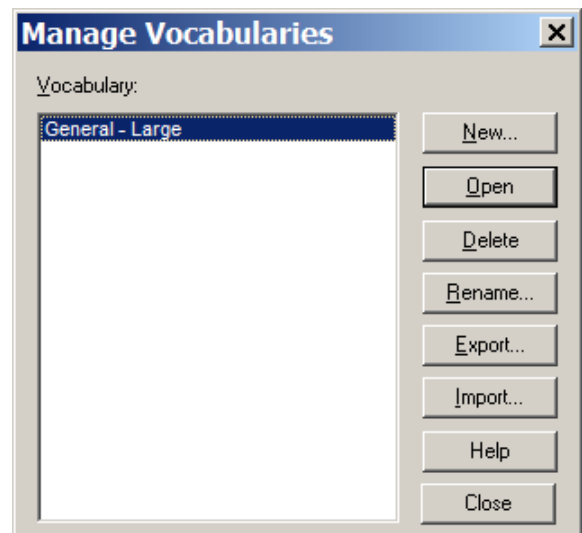 Manage Vocabularies
Vocabulary:
General - Large
New...
Open
Delete
Rename...
Export...
Import...
Help
Close